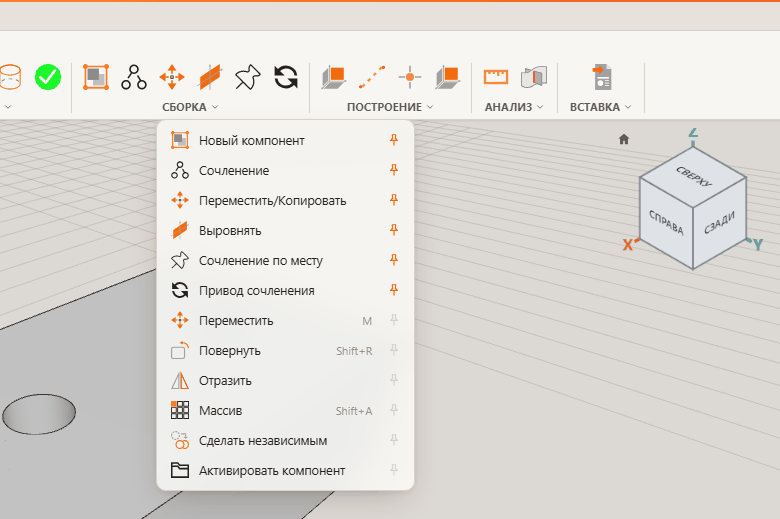 СБОРКА
ПОСТРОЕНИЕ
АНАЛИЗ
ВСТАВКА
Новый компонент
Сочленение
Переместить/Копировать
Выровнять
Сочленение по месту
Привод сочленения
Переместить M
Повернуть Shift+R
Отразить
Массив Shift+A
Сделать независимым
Активировать компонент
Z
СВЕРХУ
СПРАВА
СЗАДИ
X
Y